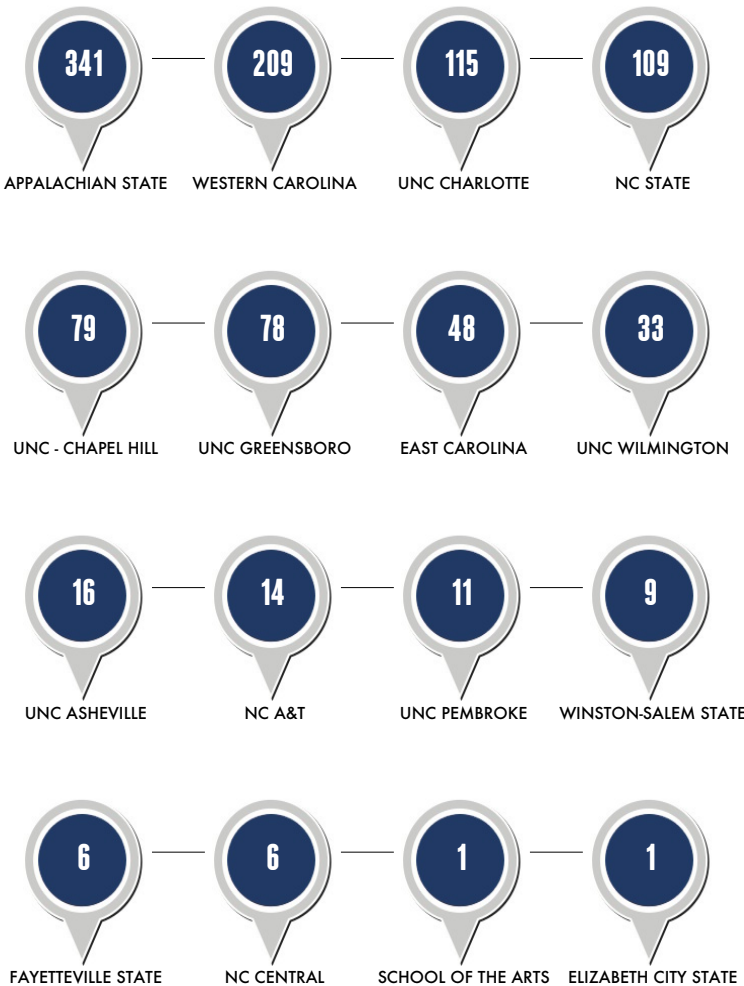 341 209 115 109
APPALACHIAN STATE WESTERN CAROLINA UNC CHARLOTTE NC STATE
79 78 48 33
UNC - CHAPEL HILL UNC GREENSBORO EAST CAROLINA UNC WILMINGTON
16 14 11 9
UNC ASHEVILLE NC A&T UNC PEMBROKE WINSTON-SALEM STATE
6 6 1 1
FAYETTEVILLE STATE NC CENTRAL SCHOOL OF THE ARTS ELIZABETH CITY STATE